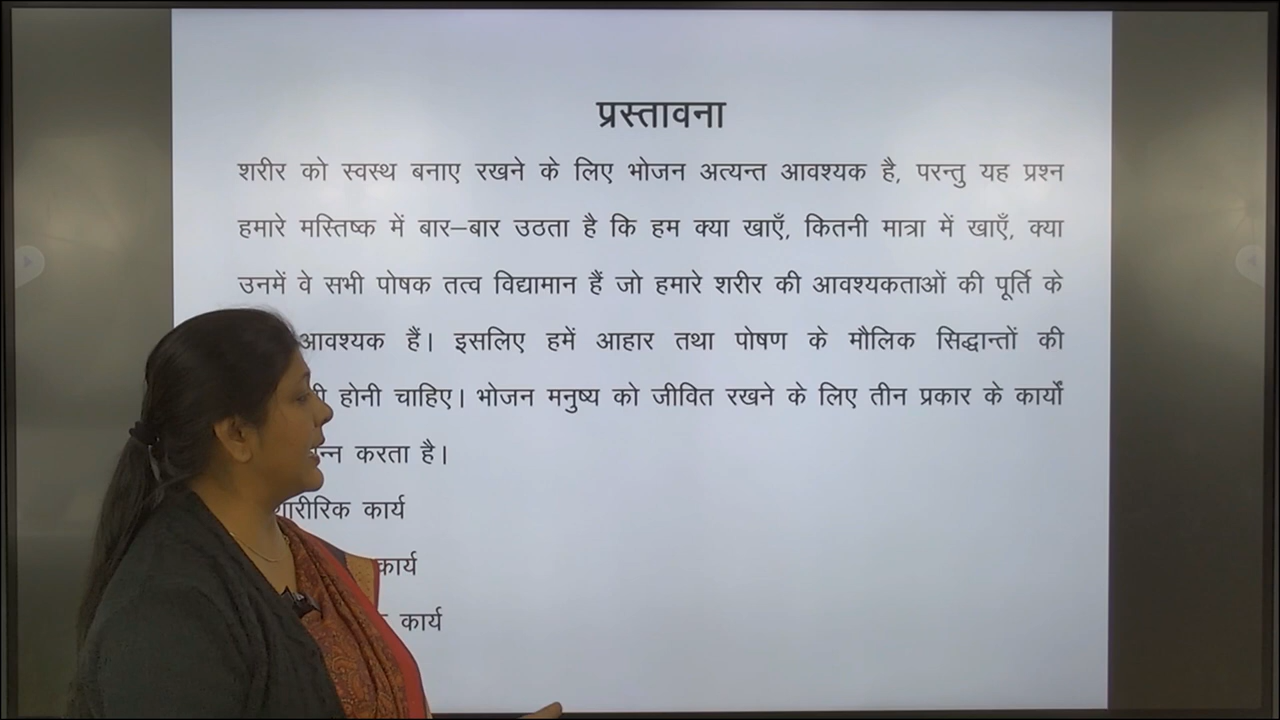 प्रस्तावना
शरीर को स्वस्थ बनाए रखने के लिए भोजन अत्यन्त आवश्यक है, परन्तु यह प्रश्न
हमारे मस्तिष्क में बार–बार उठता है कि हम क्या खाएँ, कितनी मात्रा में खाएँ, क्या
उनमें वे सभी पोषक तत्व विद्यामान हैं जो हमारे शरीर की आवश्यकताओं की पूर्ति के
आवश्यक हैं। इसलिए हमें आहार तथा पोषण के मौलिक सिद्धान्तों की
होनी चाहिए। भोजन मनुष्य को जीवित रखने के लिए तीन प्रकार के कार्यों
करता है।
शारीरिक कार्य
कार्य
कार्य